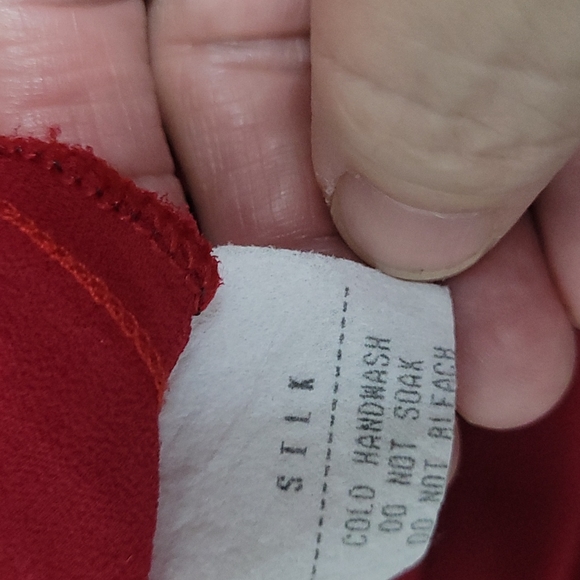 SILK
COLD HANDWASH
DO NOT SOAK
DO NOT BLEACH